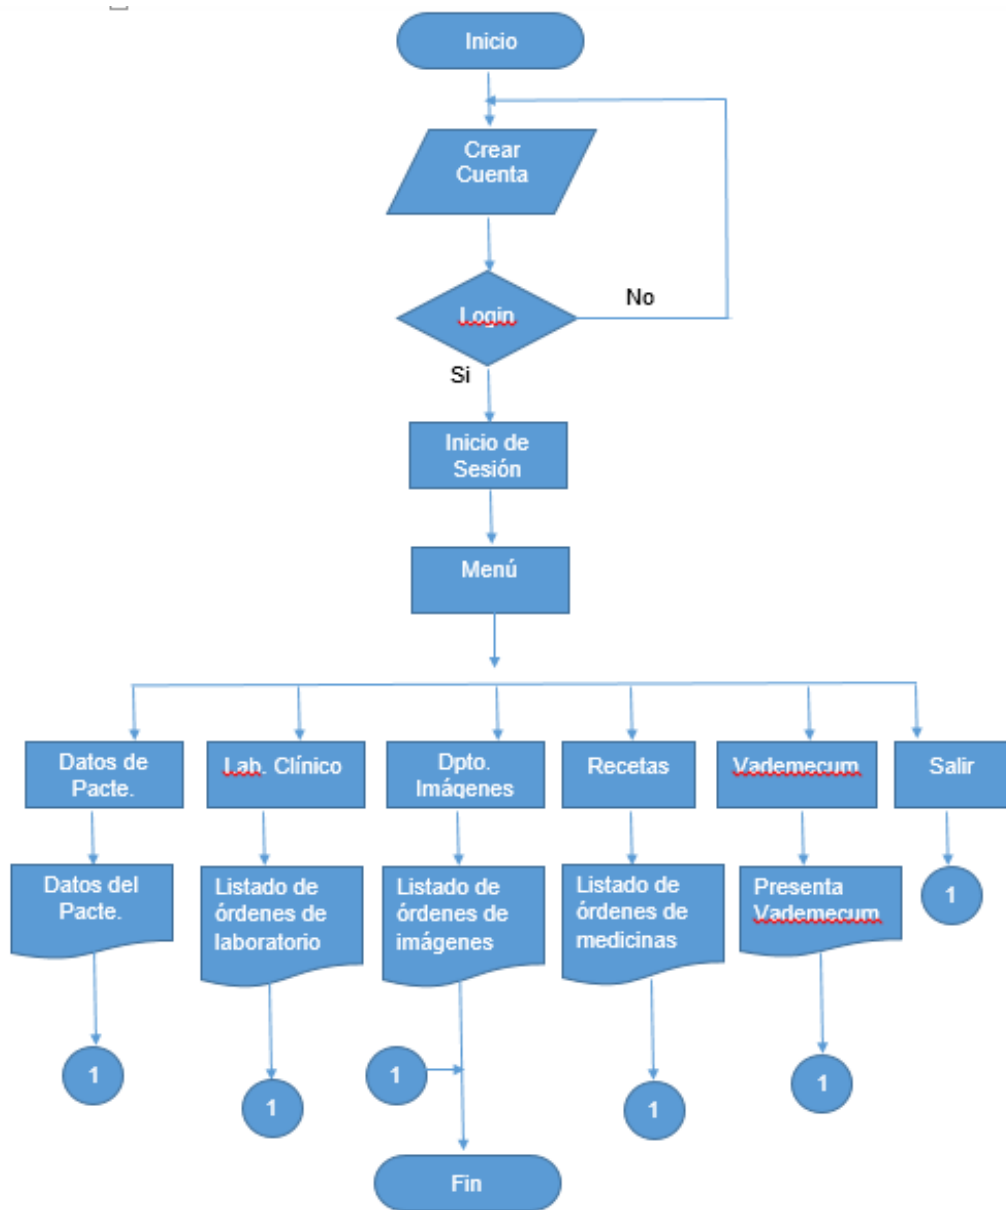 Inicio
Crear
Cuenta
No
Login
Si
Inicio de
Sesión
Menú
Datos de
Pacte.
Lab. Clínico
Dpto.
Imágenes
Recetas
Vademecum
Salir
Datos del
Pacte.
Listado de
órdenes de
laboratorio
Listado de
órdenes de
imágenes
Listado de
órdenes de
medicinas
Presenta
Vademecum
1
1
1
1
1
1
Fin